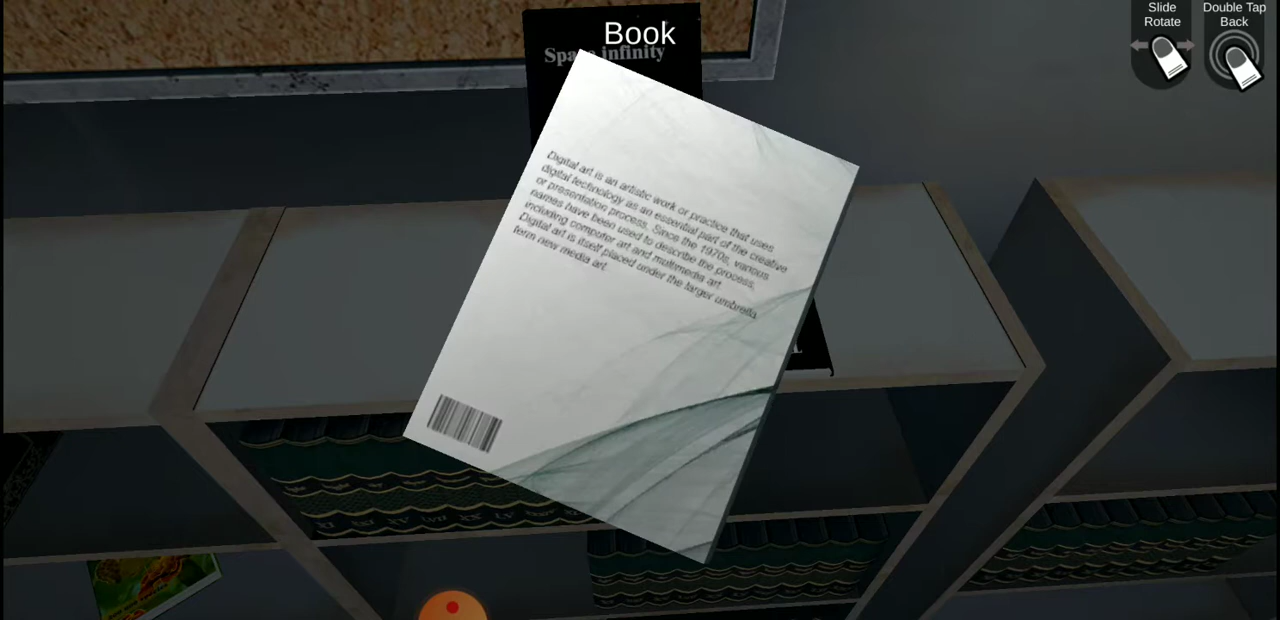 Book
Slide
Rotate
Double Tap
Back
Space infinity
Digital art is an artistic work or practice that uses
digital technology as an essential part of the creative
or presentation process. Since the 1970s, various
names have been used to describe the process,
including computer art and multimedia art.
Digital art is itself placed under the larger umbrella
term new media art.